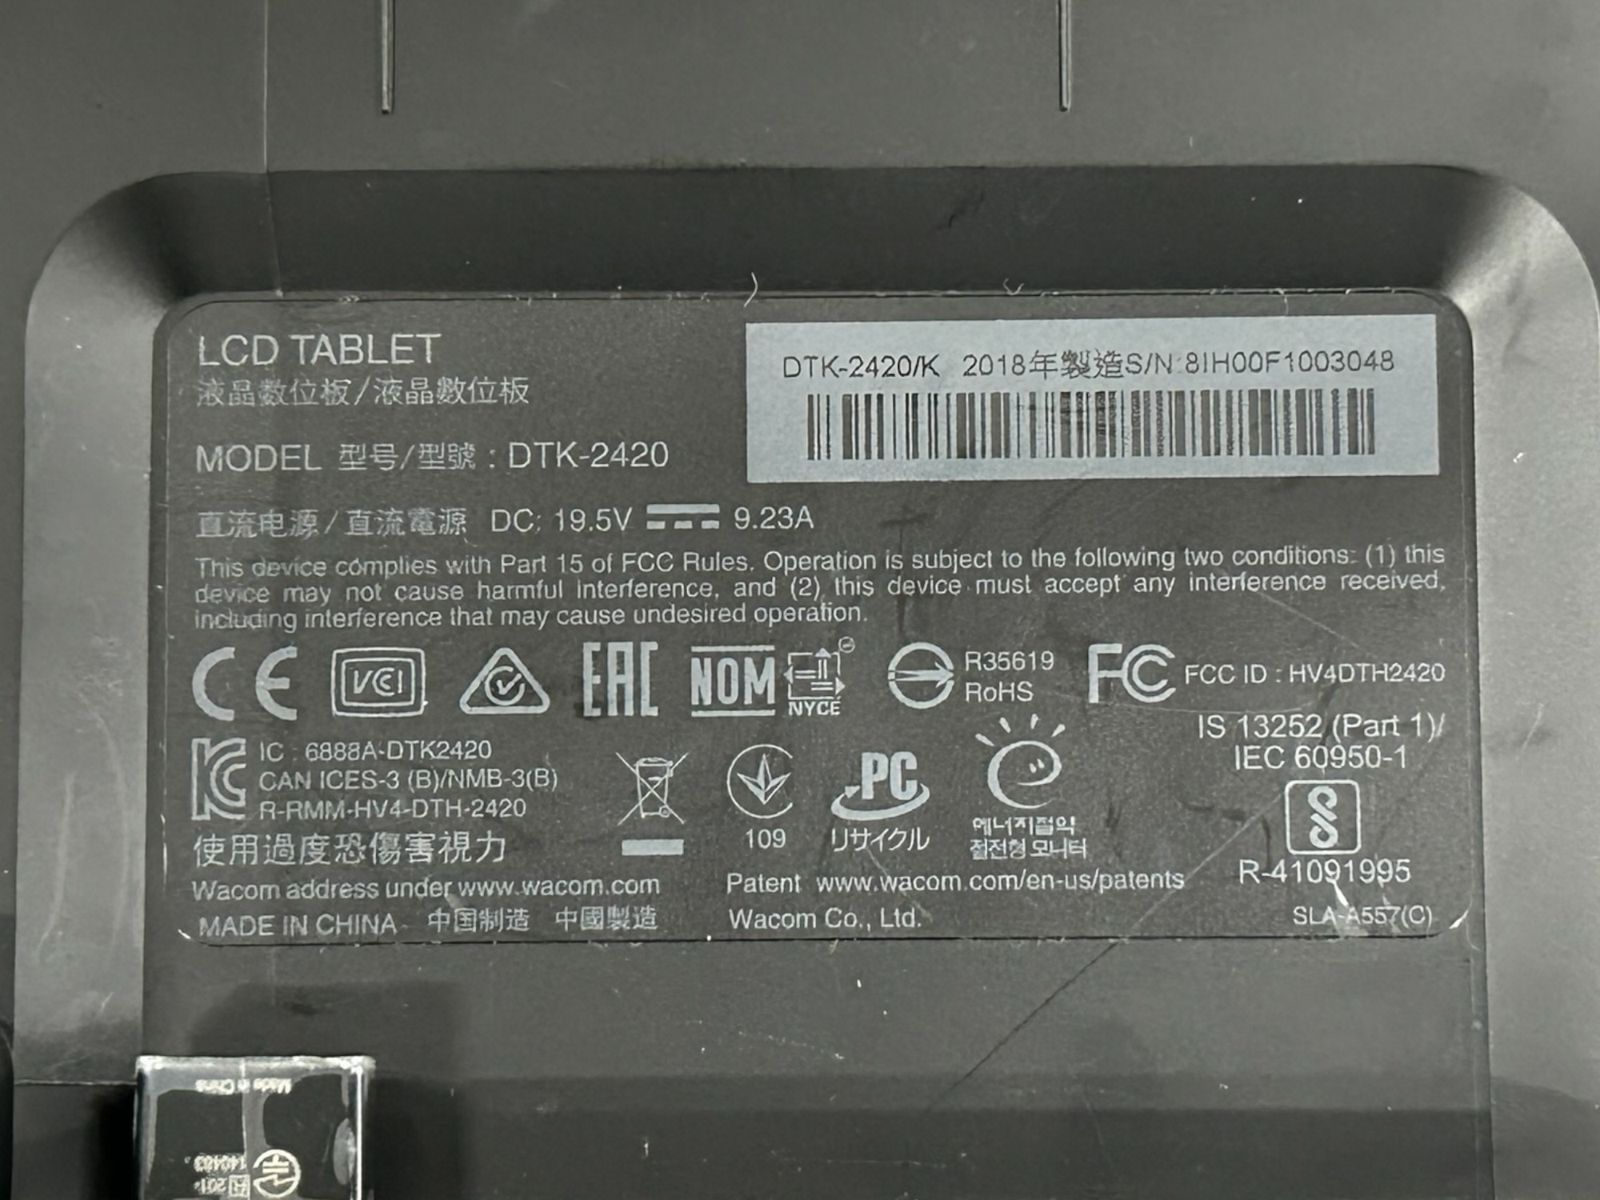 LCD TABLET
液晶數位板/液晶數位板
MODEL 型号/型號 : DTK-2420
DTK-2420/K 2018年製造S/N:8IH00F1003048
直流电源/直流電源 DC: 19.5V 9.23A
This device complies with Part 15 of FCC Rules. Operation is subject to the following two conditions: (1) this
device may not cause harmful interference, and (2) this device must accept any interference received,
including interference that may cause undesired operation.
CE VCCI EAC NOM NYCE R35619
RoHS
FC FCC ID : HV4DTH2420
IC : 6888A-DTK2420
CAN ICES-3 (B)/NMB-3(B)
R-RMM-HV4-DTH-2420
使用過度恐傷害視力
109
PC
リサイクル
에너지절약
절전형 모니터
IS 13252 (Part 1)/
IEC 60950-1
R-41091995
Wacom address under www.wacom.com
Patent www.wacom.com/en-us/patents
MADE IN CHINA 中国制造 中國製造
Wacom Co., Ltd.
SLA-A557(C)
Made in China
140483